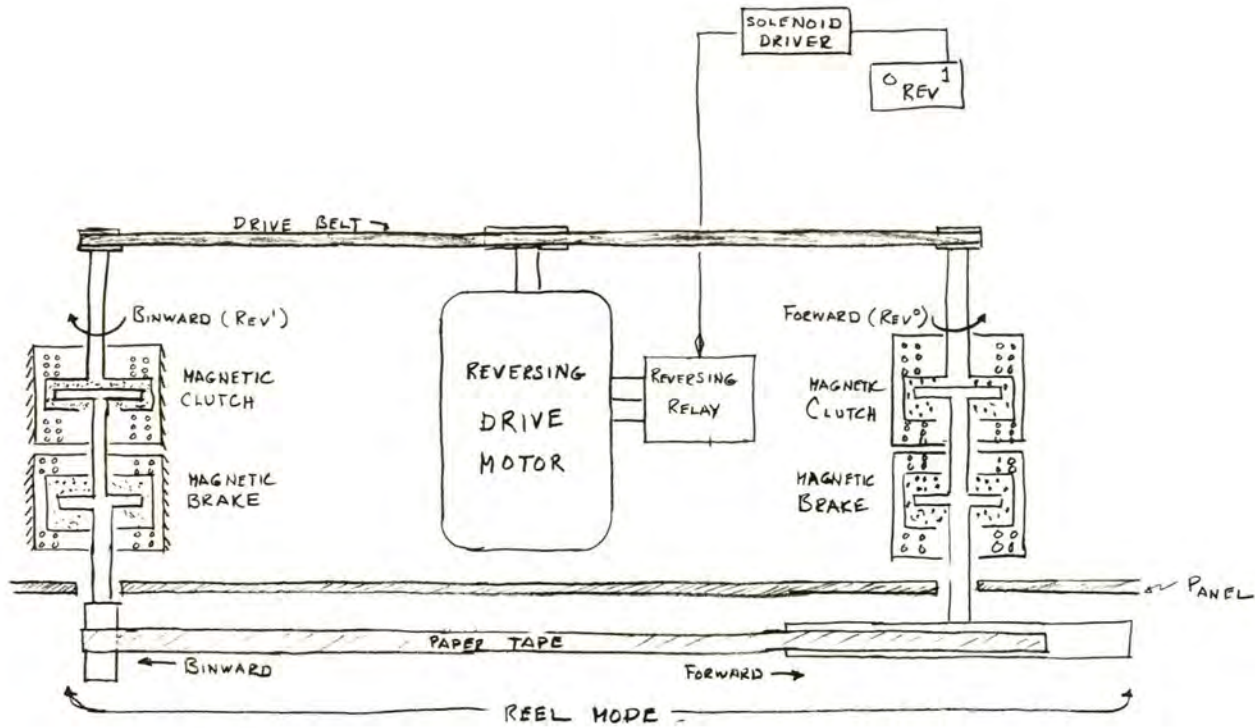 SOLENOID
DRIVER
0 REV 1
DRIVE BELT
BINWARD (REV¹)
FORWARD (REV⁰)
MAGNETIC
CLUTCH
REVERSING
DRIVE
MOTOR
REVERSING
RELAY
MAGNETIC
CLUTCH
MAGNETIC
BRAKE
MAGNETIC
BRAKE
PANEL
PAPER TAPE
BINWARD
FORWARD
REEL MODE